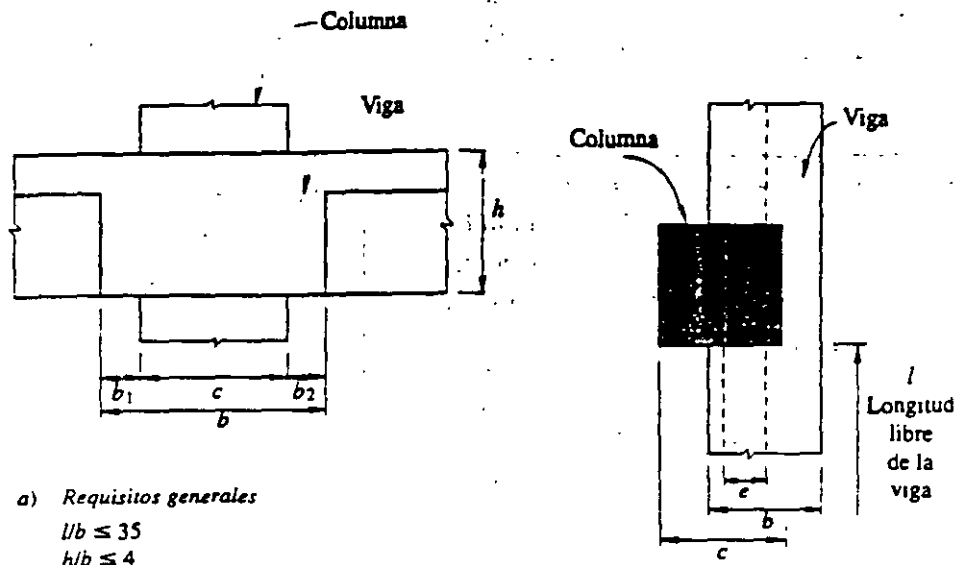 Columna
Viga
h
b₁ c b₂
b
Columna
Viga
l
Longitud
libre
de la
viga
e
b
c
a) Requisitos generales
l/b ≤ 35
h/b ≤ 4